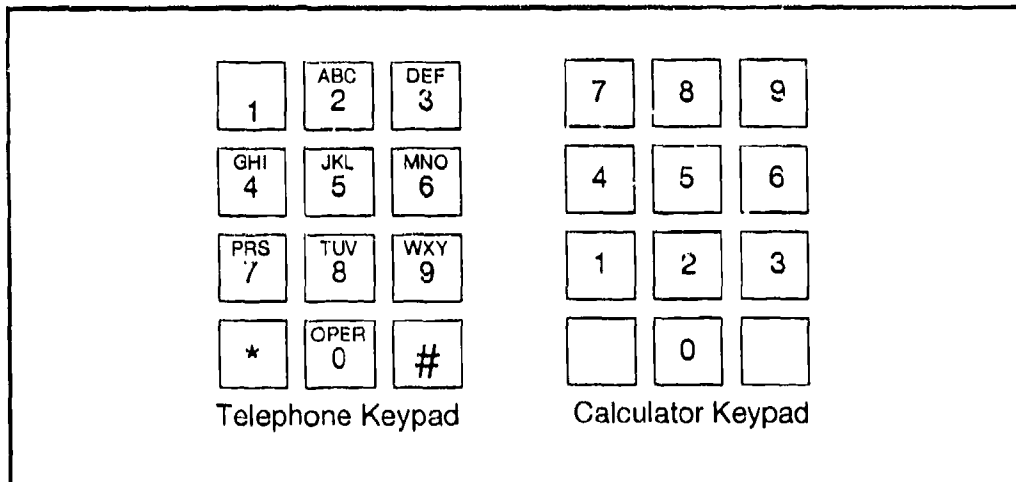 ABC DEF
1 2 3
GHI JKL MNO
4 5 6
PRS TUV WXY
7 8 9
OPER
* 0 #
Telephone Keypad
7 8 9
4 5 6
1 2 3
0
Calculator Keypad